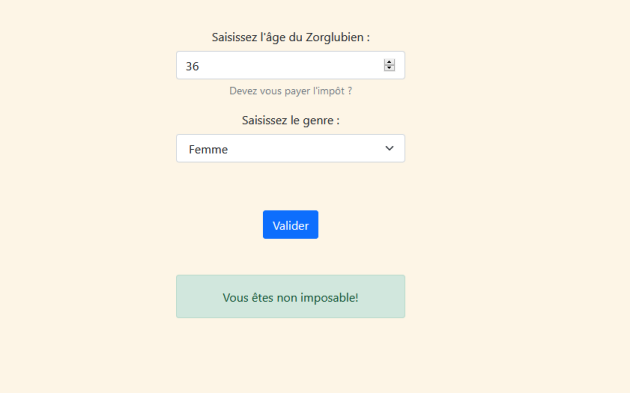 Saisissez l'âge du Zorglubien :
36
Devez vous payer l'impôt ?
Saisissez le genre :
Femme
Valider
Vous êtes non imposable!